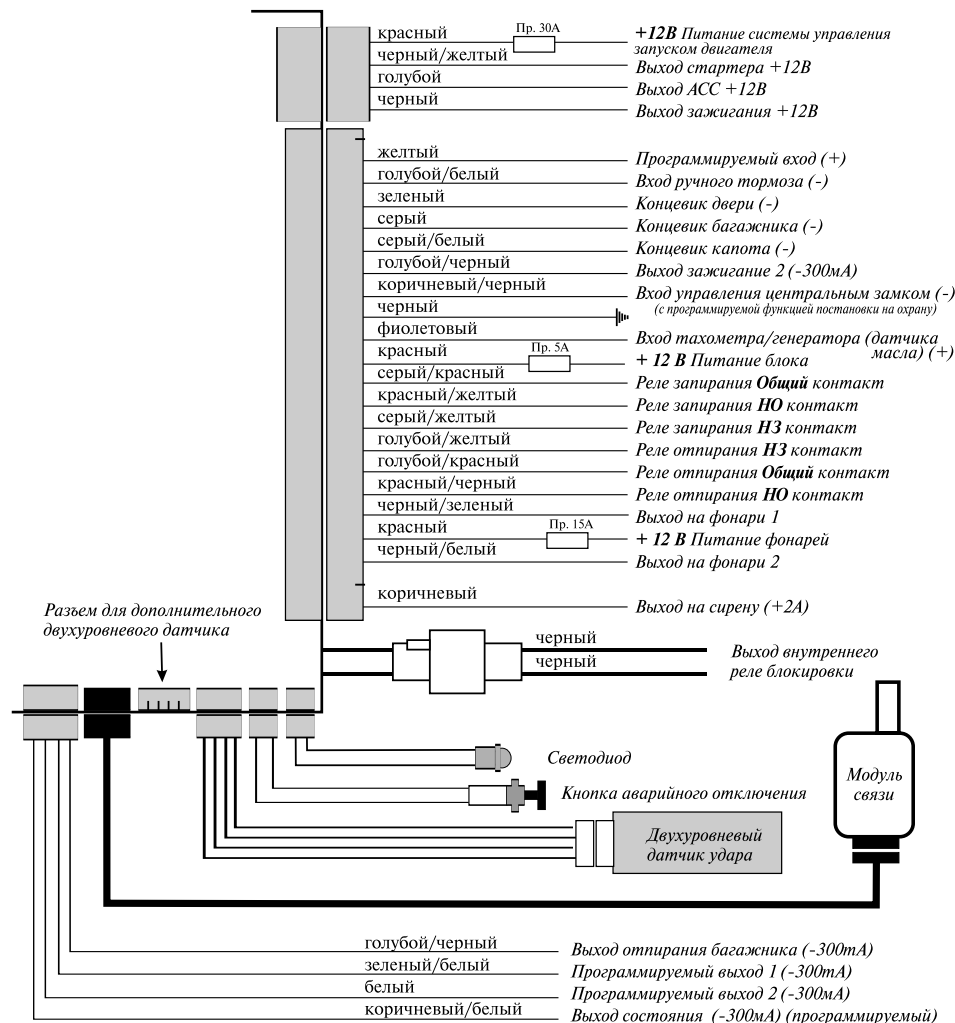 красный Пр. 30А +12В Питание системы управления
запуском двигателя
черный/желтый Выход стартера +12В
голубой Выход АСС +12В
черный Выход зажигания +12В
желтый Программируемый вход (+)
голубой/белый Вход ручного тормоза (-)
зеленый Концевик двери (-)
серый Концевик багажника (-)
серый/белый Концевик капота (-)
голубой/черный Выход зажигание 2 (-300мА)
коричневый/черный Вход управления центральным замком (-)
(с программируемой функцией постановки на охрану)
черный
фиолетовый Вход тахометра/генератора (датчика
масла) (+)
красный Пр. 5А + 12 В Питание блока
серый/красный Реле запирания Общий контакт
красный/желтый Реле запирания НО контакт
серый/желтый Реле запирания НЗ контакт
голубой/желтый Реле отпирания НЗ контакт
голубой/красный Реле отпирания Общий контакт
красный/черный Реле отпирания НО контакт
черный/зеленый Выход на фонари 1
красный Пр. 15А + 12 В Питание фонарей
черный/белый Выход на фонари 2
коричневый Выход на сирену (+2А)
Разъем для дополнительного
двухуровневого датчика
черный
черный
Выход внутреннего
реле блокировки
Светодиод
Кнопка аварийного отключения
Двухуровневый
датчик удара
Модуль
связи
голубой/черный Выход отпирания багажника (-300mA)
зеленый/белый Программируемый выход 1 (-300mA)
белый Программируемый выход 2 (-300мА)
коричневый/белый Выход состояния (-300мА) (программируемый)